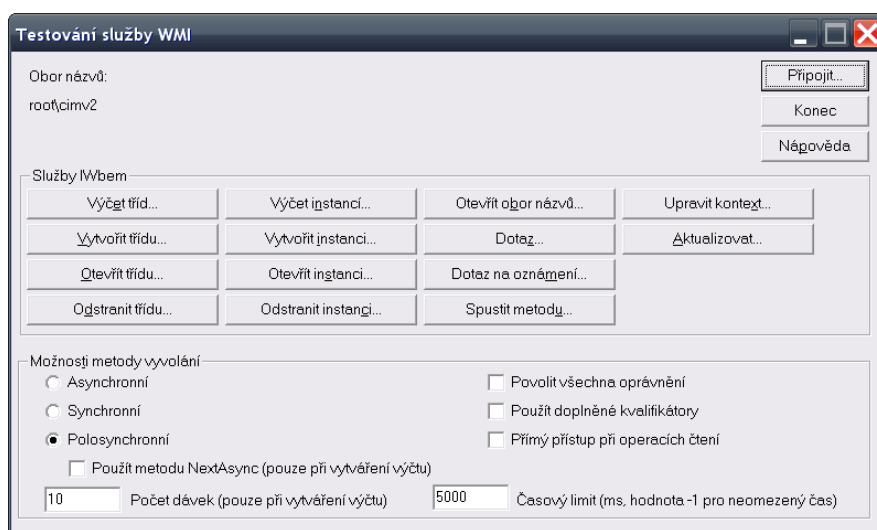 Testování služby WMI
Obor názvů:
Připojit...
root\cimv2
Konec
Nápověda
Služby IWbem
Výčet tříd... Výčet instancí... Otevřít obor názvů... Upravit kontext...
Vytvořit třídu... Vytvořit instanci... Dotaz... Aktualizovat...
Otevřít třídu... Otevřít instanci... Dotaz na oznámení...
Odstranit třídu... Odstranit instanci... Spustit metodu...
Možnosti metody vyvolání
Asynchronní Povolit všechna oprávnění
Synchronní Použít doplněné kvalifikátory
Polosynchronní Přímý přístup při operacích čtení
Použít metodu NextAsync (pouze při vytváření výčtu)
10 Počet dávek (pouze při vytváření výčtu) 5000 Časový limit (ms, hodnota -1 pro neomezený čas)